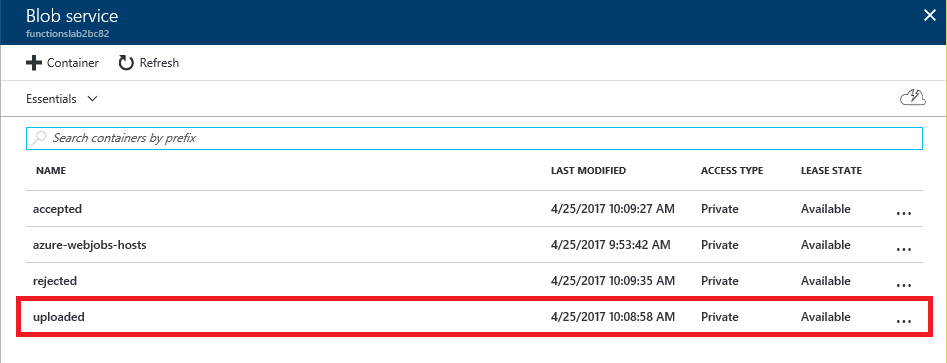 Blob service
functionslab2bc82
Container Refresh
Essentials
Search containers by prefix
NAME LAST MODIFIED ACCESS TYPE LEASE STATE
accepted 4/25/2017 10:09:27 AM Private Available ...
azure-webjobs-hosts 4/25/2017 9:53:42 AM Private Available ...
rejected 4/25/2017 10:09:35 AM Private Available ...
uploaded 4/25/2017 10:08:58 AM Private Available ...